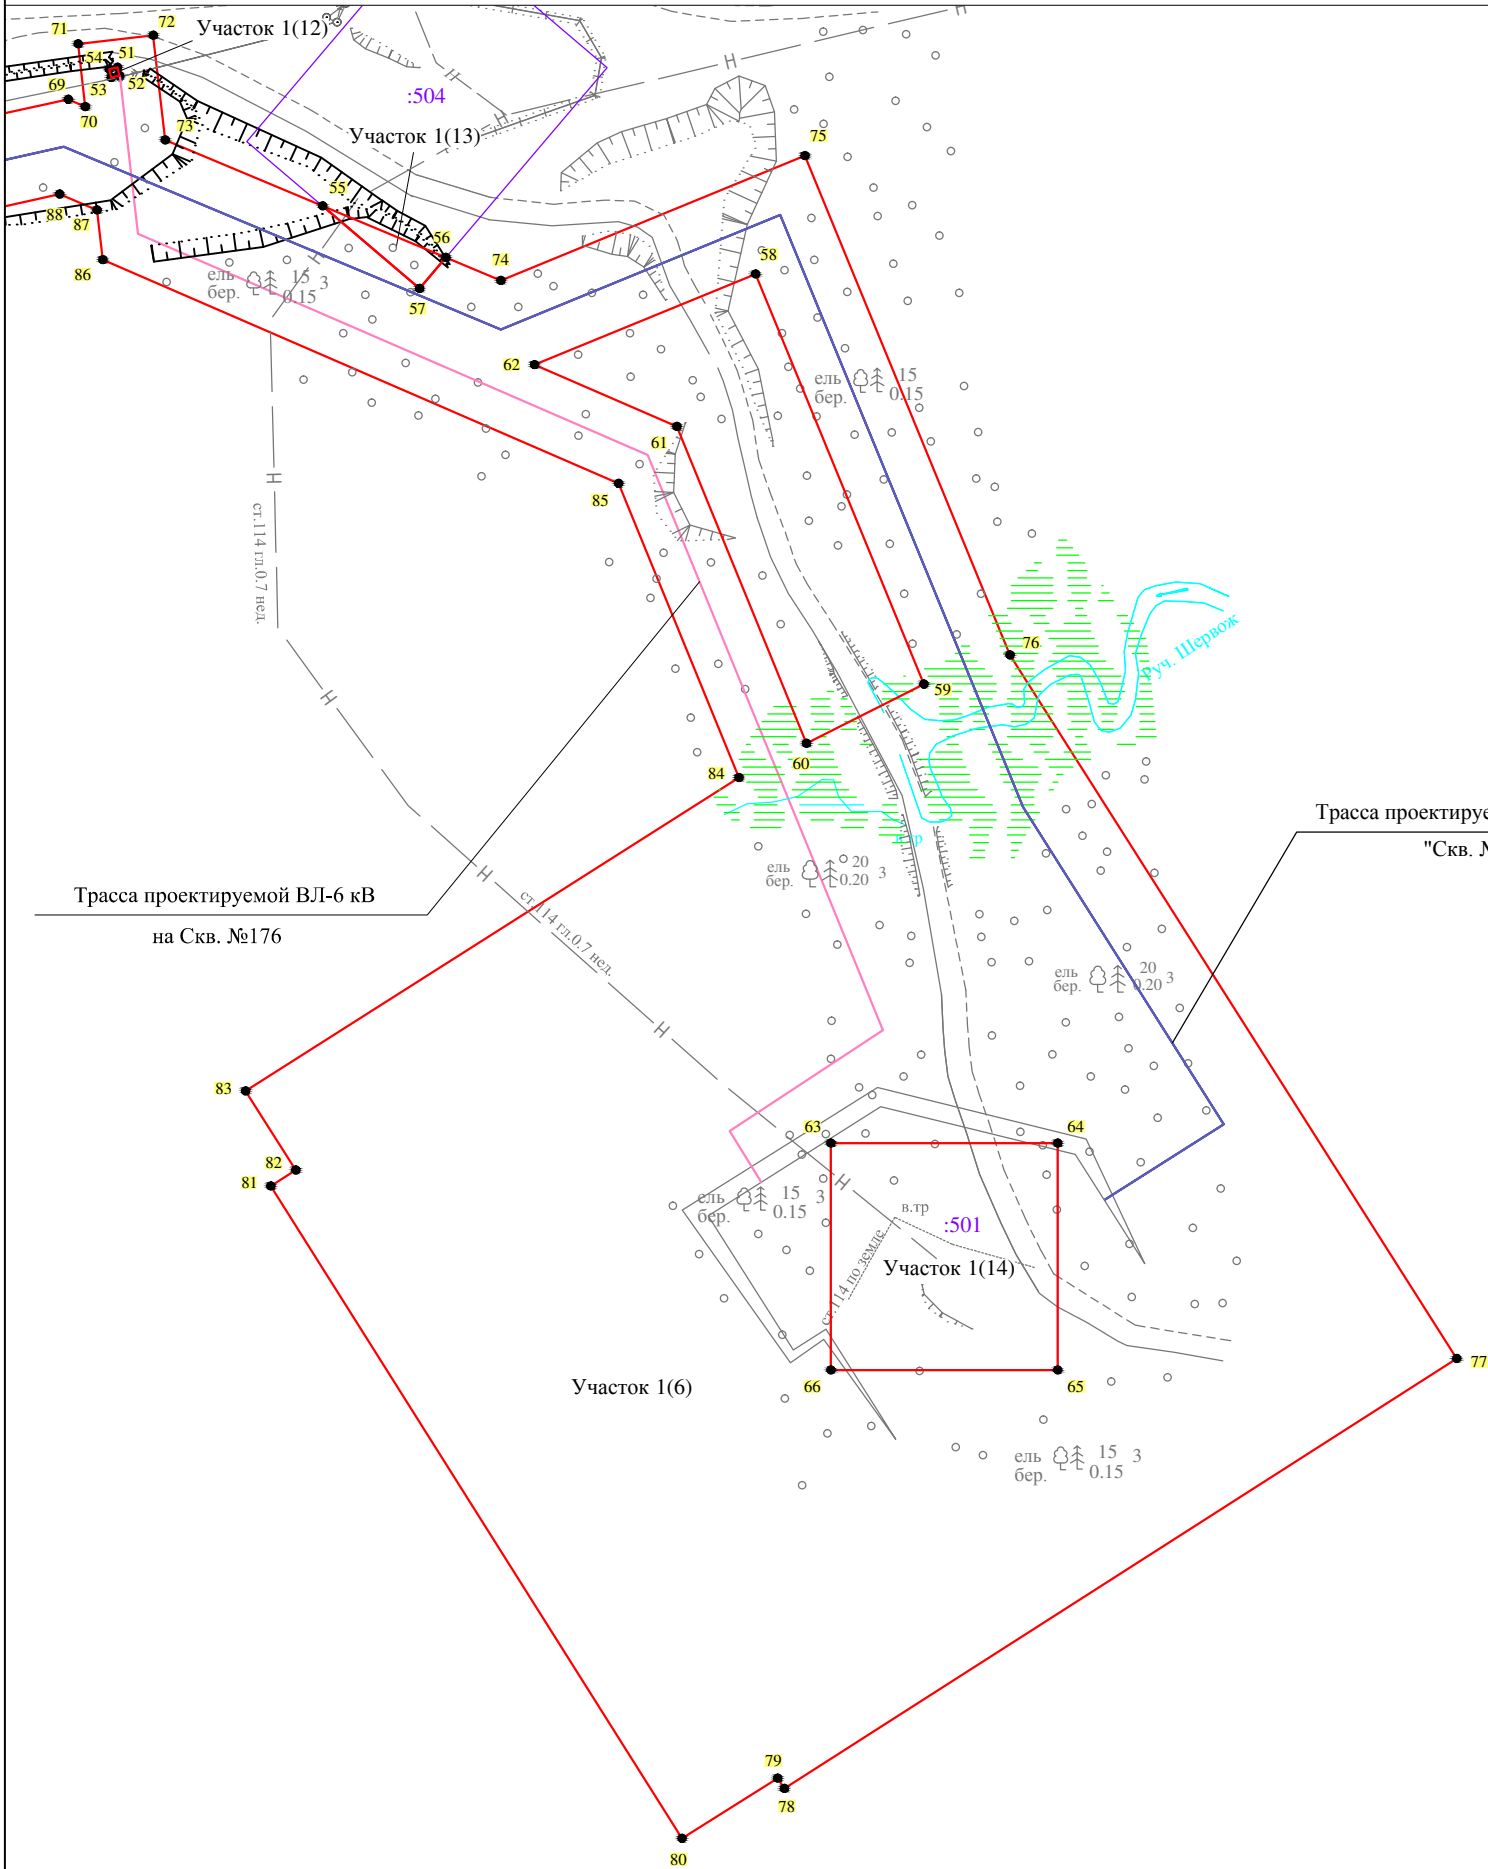 71
72
Участок 1(12)
54
51
52
53
69
70
:504
Участок 1(13)
73
75
55
88
87
56
74
58
86
57
ель
бер.
15
0.15
3
62
ель
бер.
15
0.15
61
85
ст.114 гл.0.7 нед.
76
Руч. Шервож
59
60
84
в.тр
Трасса проектируе
"Скв. №
ель
бер.
20
0.20
3
Трасса проектируемой ВЛ-6 кВ
на Скв. №176
ст.114 гл.0.7 нед.
ель
бер.
20
0.20
3
83
63
64
82
81
ель
бер.
15
0.15
3
в.тр
:501
ст.114 по земле
Участок 1(14)
77
66
65
Участок 1(6)
ель
бер.
15
0.15
3
79
78
80
Н
Н
Н
Н
Н
Н
Н
Н
Н
Н